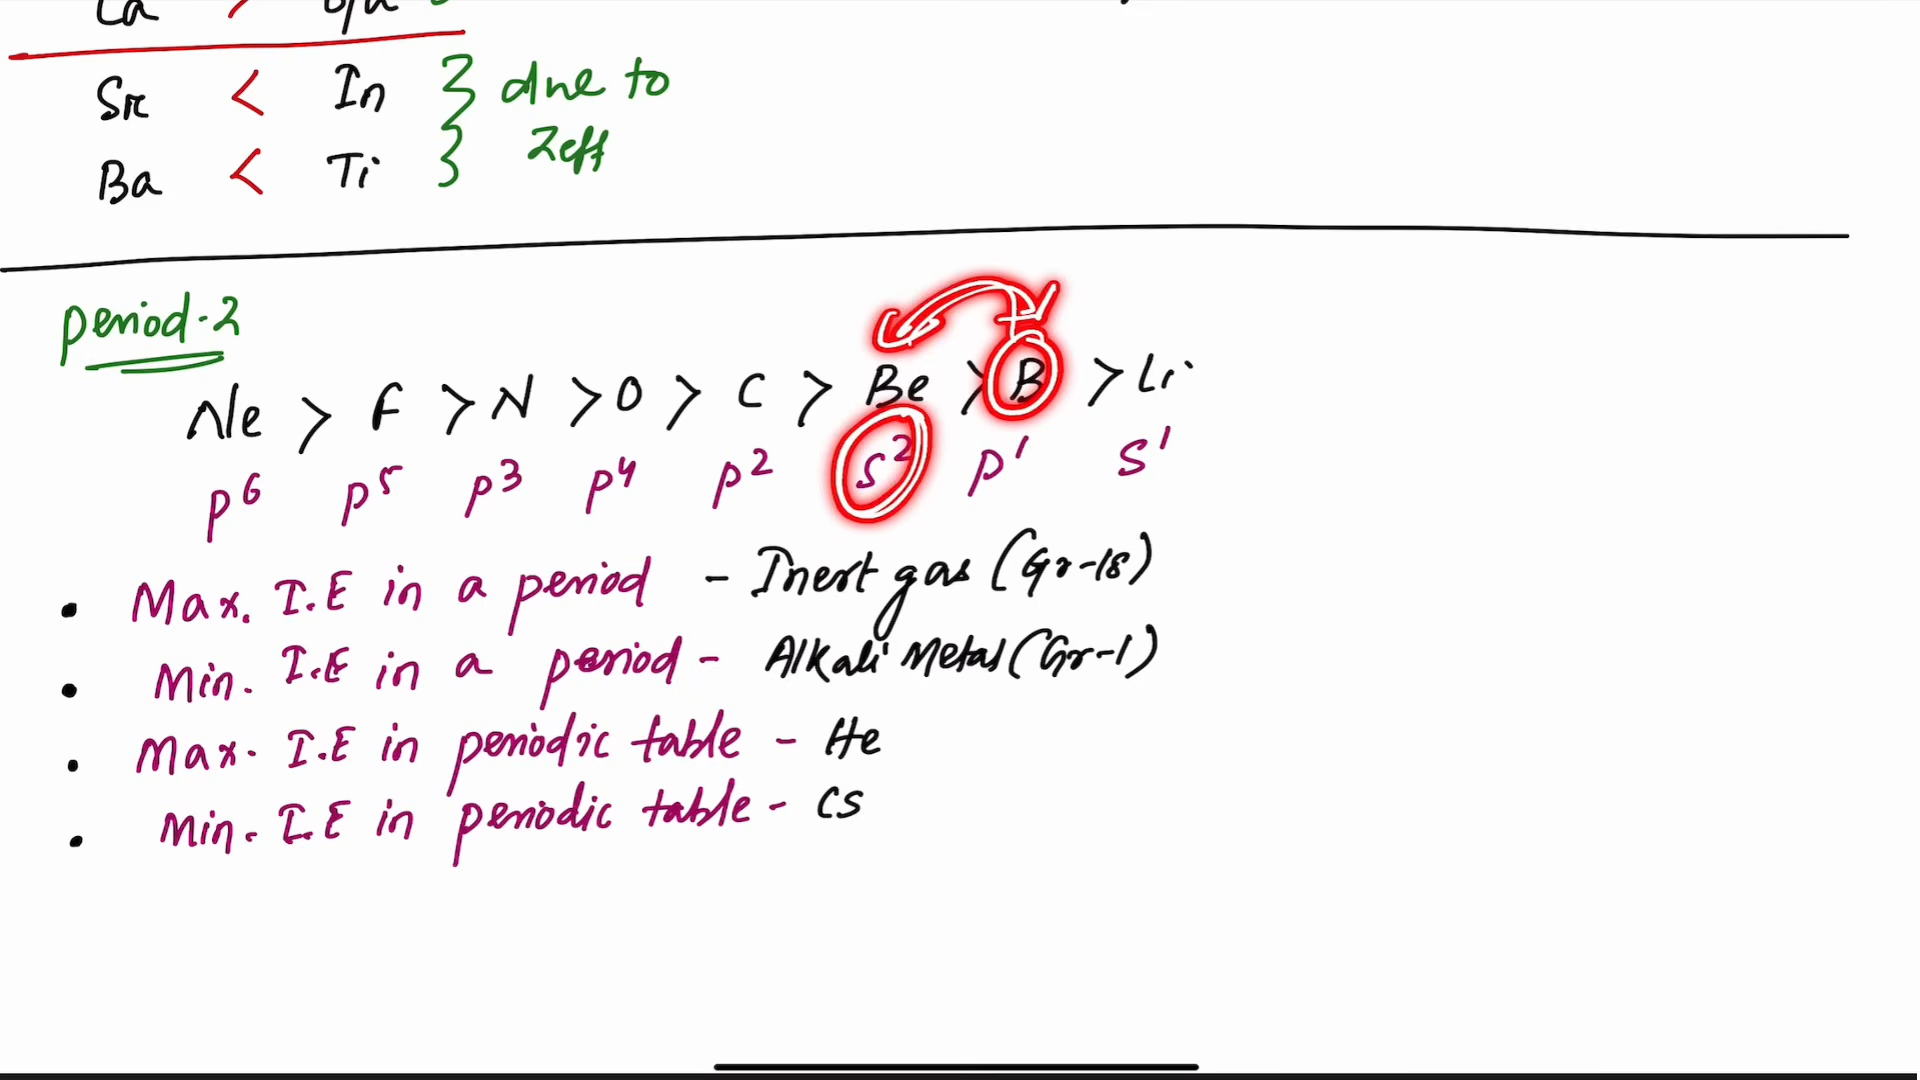 Sr < In } due to
Ba < Ti } Zeff
period-2
Ne > F > N > O > C > Be > B > Li
p6 p5 p3 p4 p2 s2 p1 s1
• Max. I.E in a period - Inert gas (Gr-18)
• Min. I.E in a period - Alkali Metal (Gr-1)
• Max. I.E in periodic table - He
• Min. I.E in periodic table - Cs